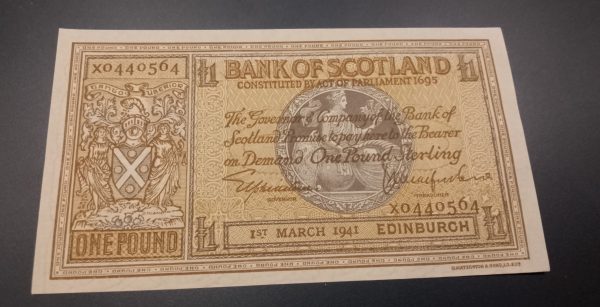 X0440564
£1
BANK OF SCOTLAND
£1
CONSTITUTED BY ACT OF PARLIAMENT 1695
The Governor & Company of the Bank of
Scotland Promise to pay here to the Bearer
on Demand One Pound Sterling
GOVERNOR
TREASURER
X0440564
£1
ONE POUND
1ST MARCH 1941 EDINBURGH
£1